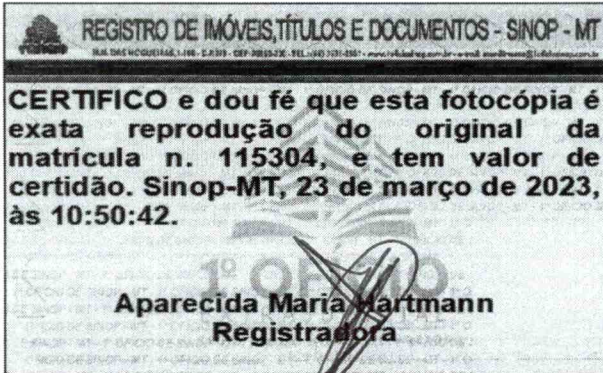 REGISTRO DE IMÓVEIS,TÍTULOS E DOCUMENTOS - SINOP - MT
CERTIFICO e dou fé que esta fotocópia é
exata reprodução do original da
matrícula n. 115304, e tem valor de
certidão. Sinop-MT, 23 de março de 2023,
às 10:50:42.
1º OFÍCIO
Aparecida Maria Hartmann
Registradora